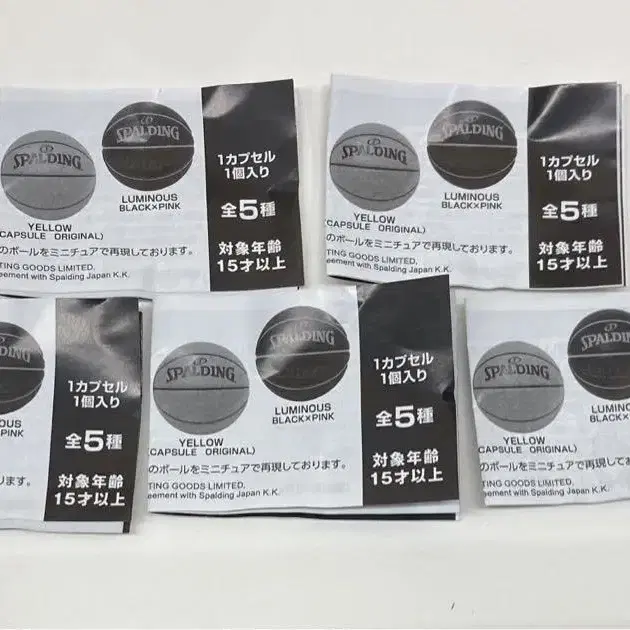 SPALDING
SPALDING
LUMINOUS
BLACK×PINK
YELLOW
(CAPSULE ORIGINAL)
のボールをミニチュアで再現しております。
TING GOODS LIMITED,
eement with Spalding Japan K.K.
1カプセル
1個入り
全5種
対象年齢
15才以上
SPALDING
SPALDING
LUMINOUS
BLACK×PINK
YELLOW
(CAPSULE ORIGINAL)
のボールをミニチュアで再現しております。
TING GOODS LIMITED,
eement with Spalding Japan K.K.
1カプセル
1個入り
全5種
対象年齢
15才以上
DING
NOUS
×PINK
ります。
1カプセル
1個入り
全5種
対象年齢
15才以上
SPALDING
SPALDING
LUMINOUS
BLACK×PINK
YELLOW
(CAPSULE ORIGINAL)
のボールをミニチュアで再現しております。
TING GOODS LIMITED,
eement with Spalding Japan K.K.
1カプセル
1個入り
全5種
対象年齢
15才以上
SPALDING
SPALDIN
LUMINO
BLACK×P
YELLOW
(CAPSULE ORIGINAL)
のボールをミニチュアで再現しております。
TING GOODS LIMITED,
eement with Spalding Japan K.K.